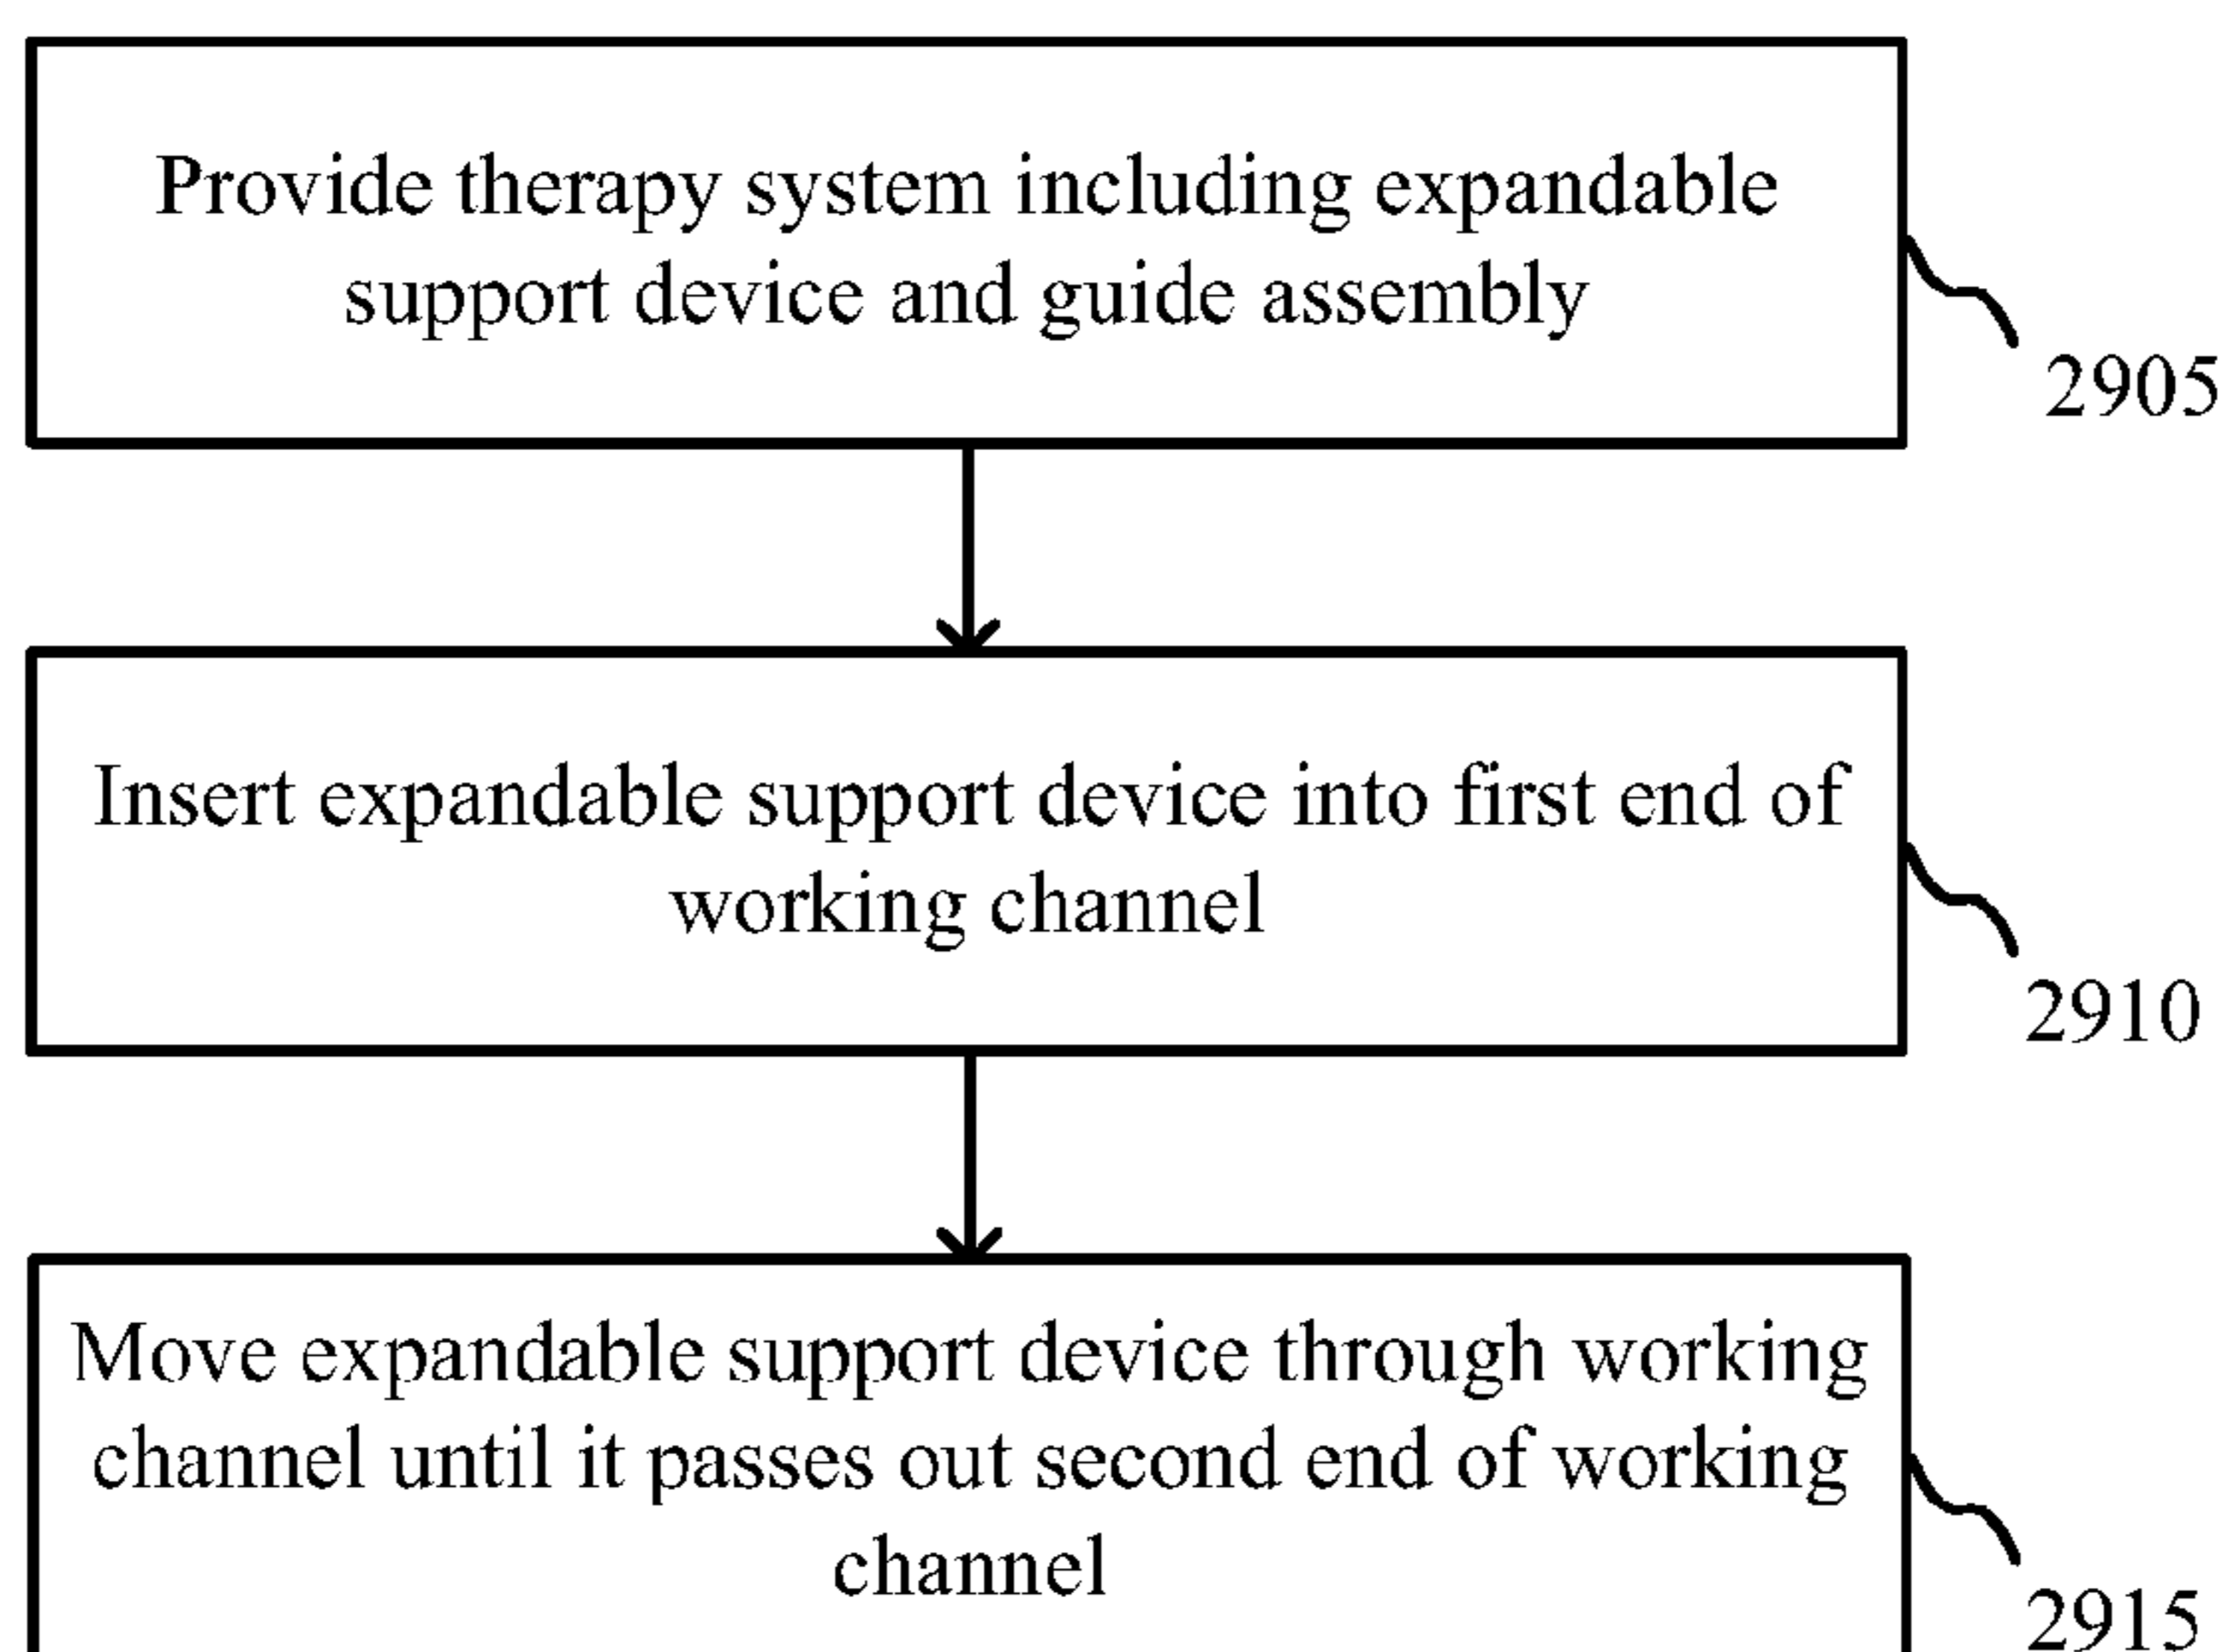 Provide therapy system including expandable
support device and guide assembly
2905
Insert expandable support device into first end of
working channel
2910
Move expandable support device through working
channel until it passes out second end of working
channel
2915